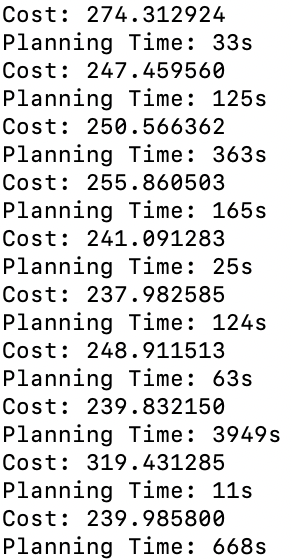 Cost: 274.312924
Planning Time: 33s
Cost: 247.459560
Planning Time: 125s
Cost: 250.566362
Planning Time: 363s
Cost: 255.860503
Planning Time: 165s
Cost: 241.091283
Planning Time: 25s
Cost: 237.982585
Planning Time: 124s
Cost: 248.911513
Planning Time: 63s
Cost: 239.832150
Planning Time: 3949s
Cost: 319.431285
Planning Time: 11s
Cost: 239.985800
Planning Time: 668s